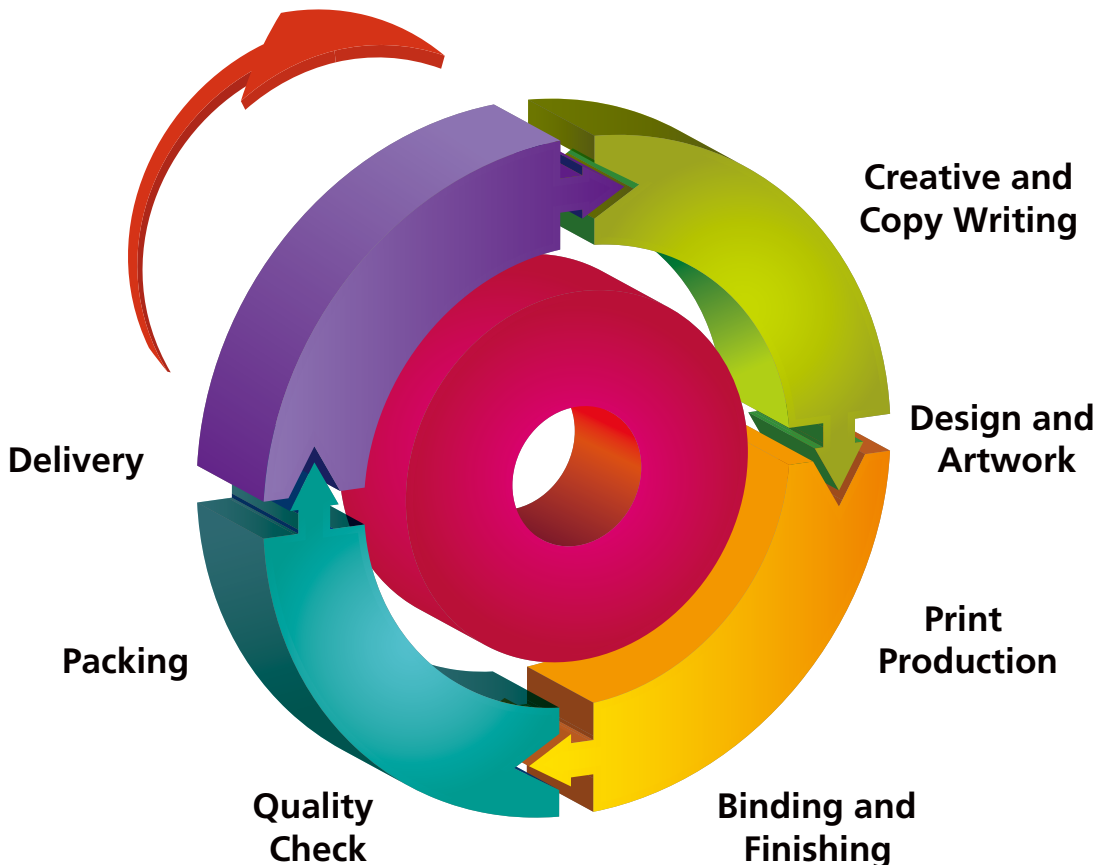 Creative and
Copy Writing
Design and
Artwork
Print
Production
Binding and
Finishing
Quality
Check
Packing
Delivery